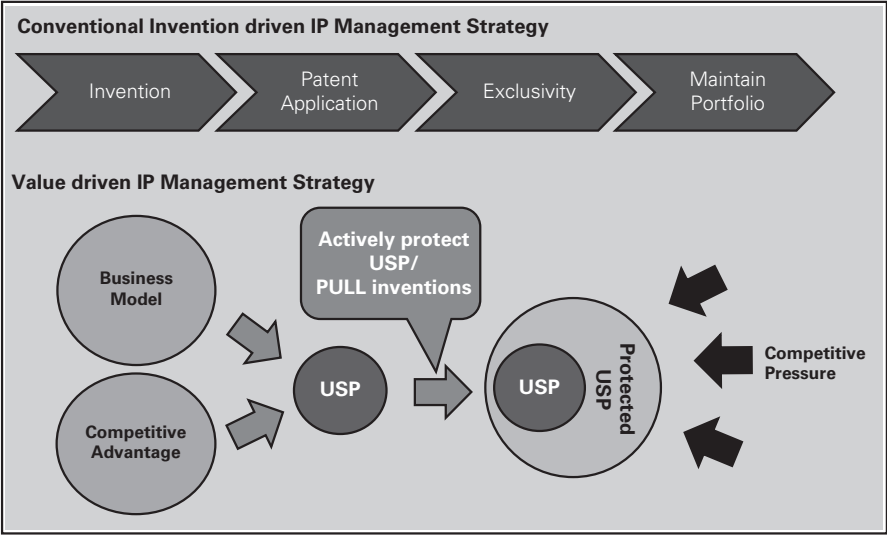 Conventional Invention driven IP Management Strategy
Invention
Patent
Application
Exclusivity
Maintain
Portfolio
Value driven IP Management Strategy
Business
Model
Competitive
Advantage
USP
Actively protect
USP/
PULL inventions
USP
Protected
USP
Competitive
Pressure